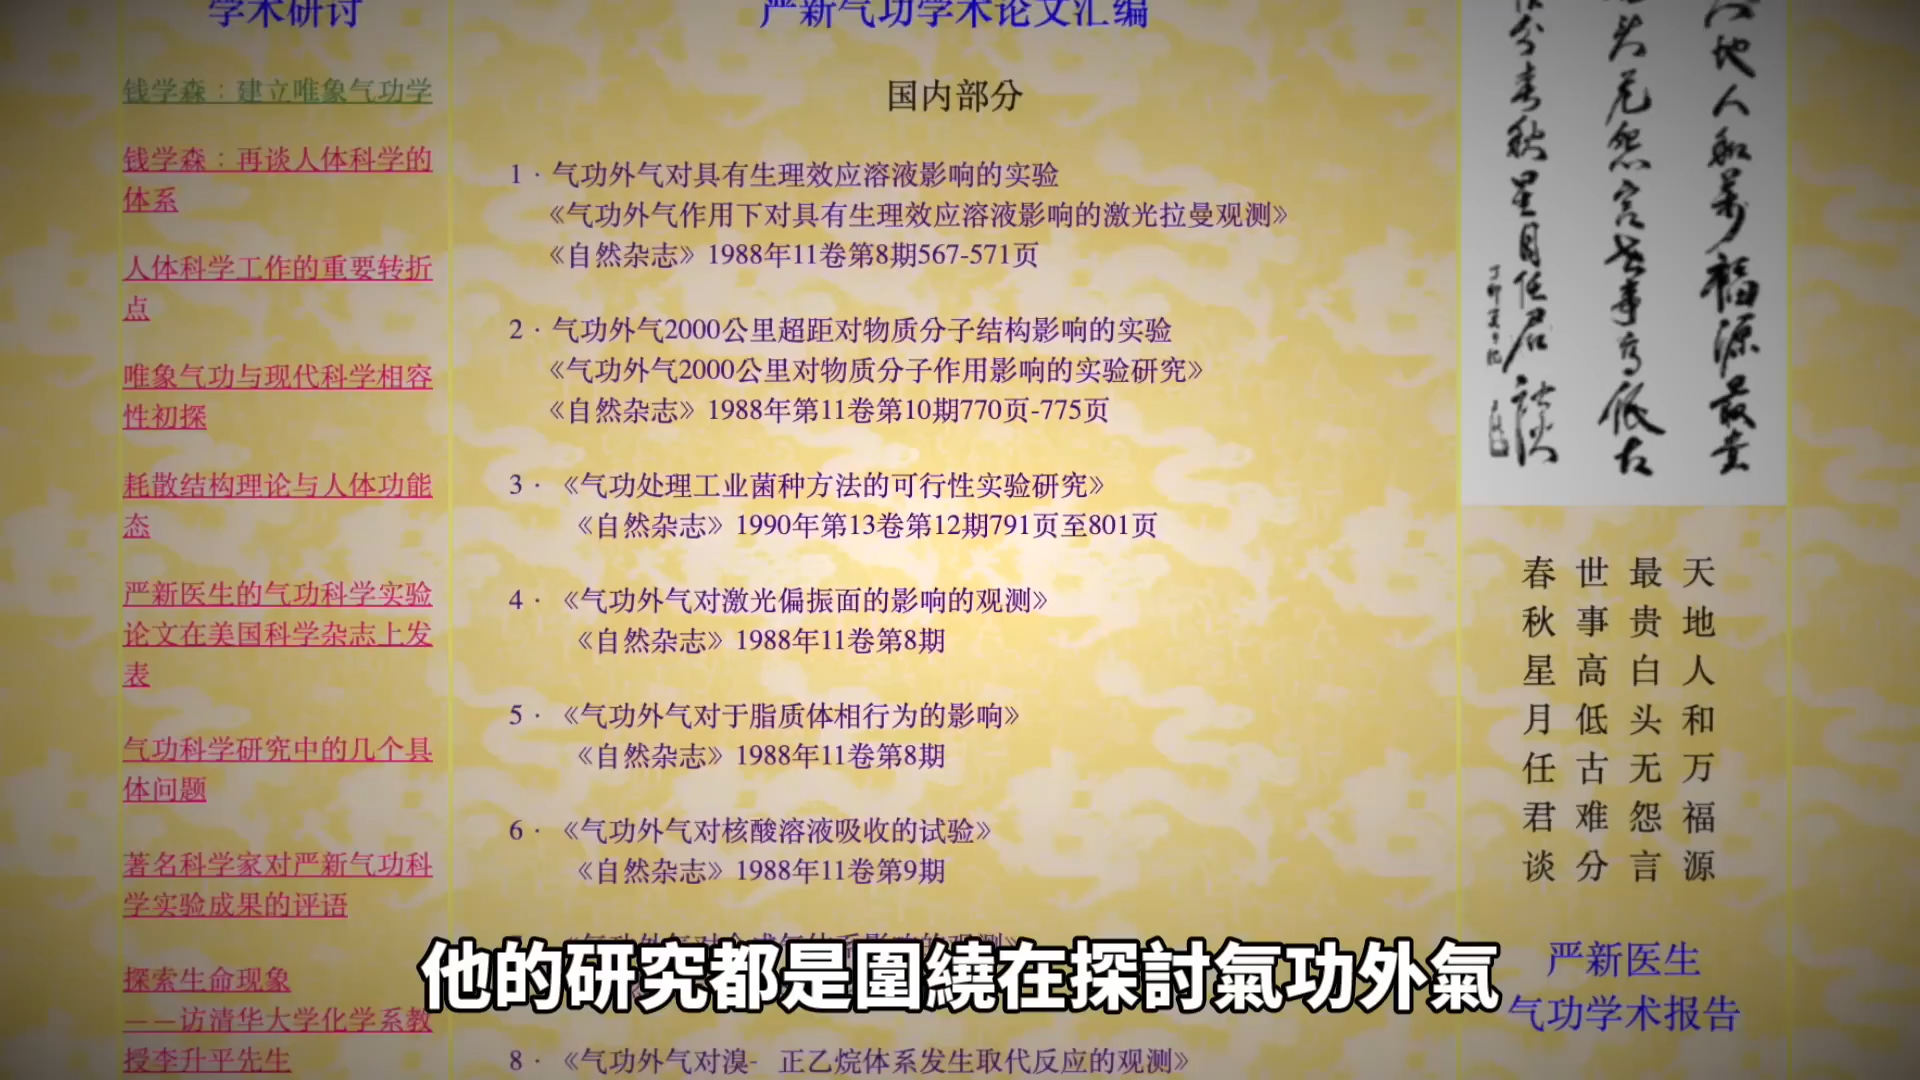 学术研讨
钱学森：建立唯象气功学
钱学森：再谈人体科学的
体系
人体科学工作的重要转折
点
唯象气功与现代科学相容
性初探
耗散结构理论与人体功能
态
严新医生的气功科学实验
论文在美国科学杂志上发
表
气功科学研究中的几个具
体问题
著名科学家对严新气功科
学实验成果的评语
探索生命现象
——访清华大学化学系教
授李升平先生
严新气功学术论文汇编
国内部分
1 · 气功外气对具有生理效应溶液影响的实验
《气功外气作用下对具有生理效应溶液影响的激光拉曼观测》
《自然杂志》1988年11卷第8期567-571页
2 · 气功外气2000公里超距对物质分子结构影响的实验
《气功外气2000公里对物质分子作用影响的实验研究》
《自然杂志》1988年第11卷第10期770页-775页
3 · 《气功处理工业菌种方法的可行性实验研究》
《自然杂志》1990年第13卷第12期791页至801页
4 · 《气功外气对激光偏振面的影响的观测》
《自然杂志》1988年11卷第8期
5 · 《气功外气对于脂质体相行为的影响》
《自然杂志》1988年11卷第8期
6 · 《气功外气对核酸溶液吸收的试验》
《自然杂志》1988年11卷第9期
8 · 《气功外气对溴- 正乙烷体系发生取代反应的观测》
地人和万福源最贵
头无怨言世事高低古
分春秋星月任君谈
天地人和万福源
最贵白头无怨言
世事高低古难分
春秋星月任君谈
严新医生
气功学术报告
他的研究都是圍繞在探討氣功外氣